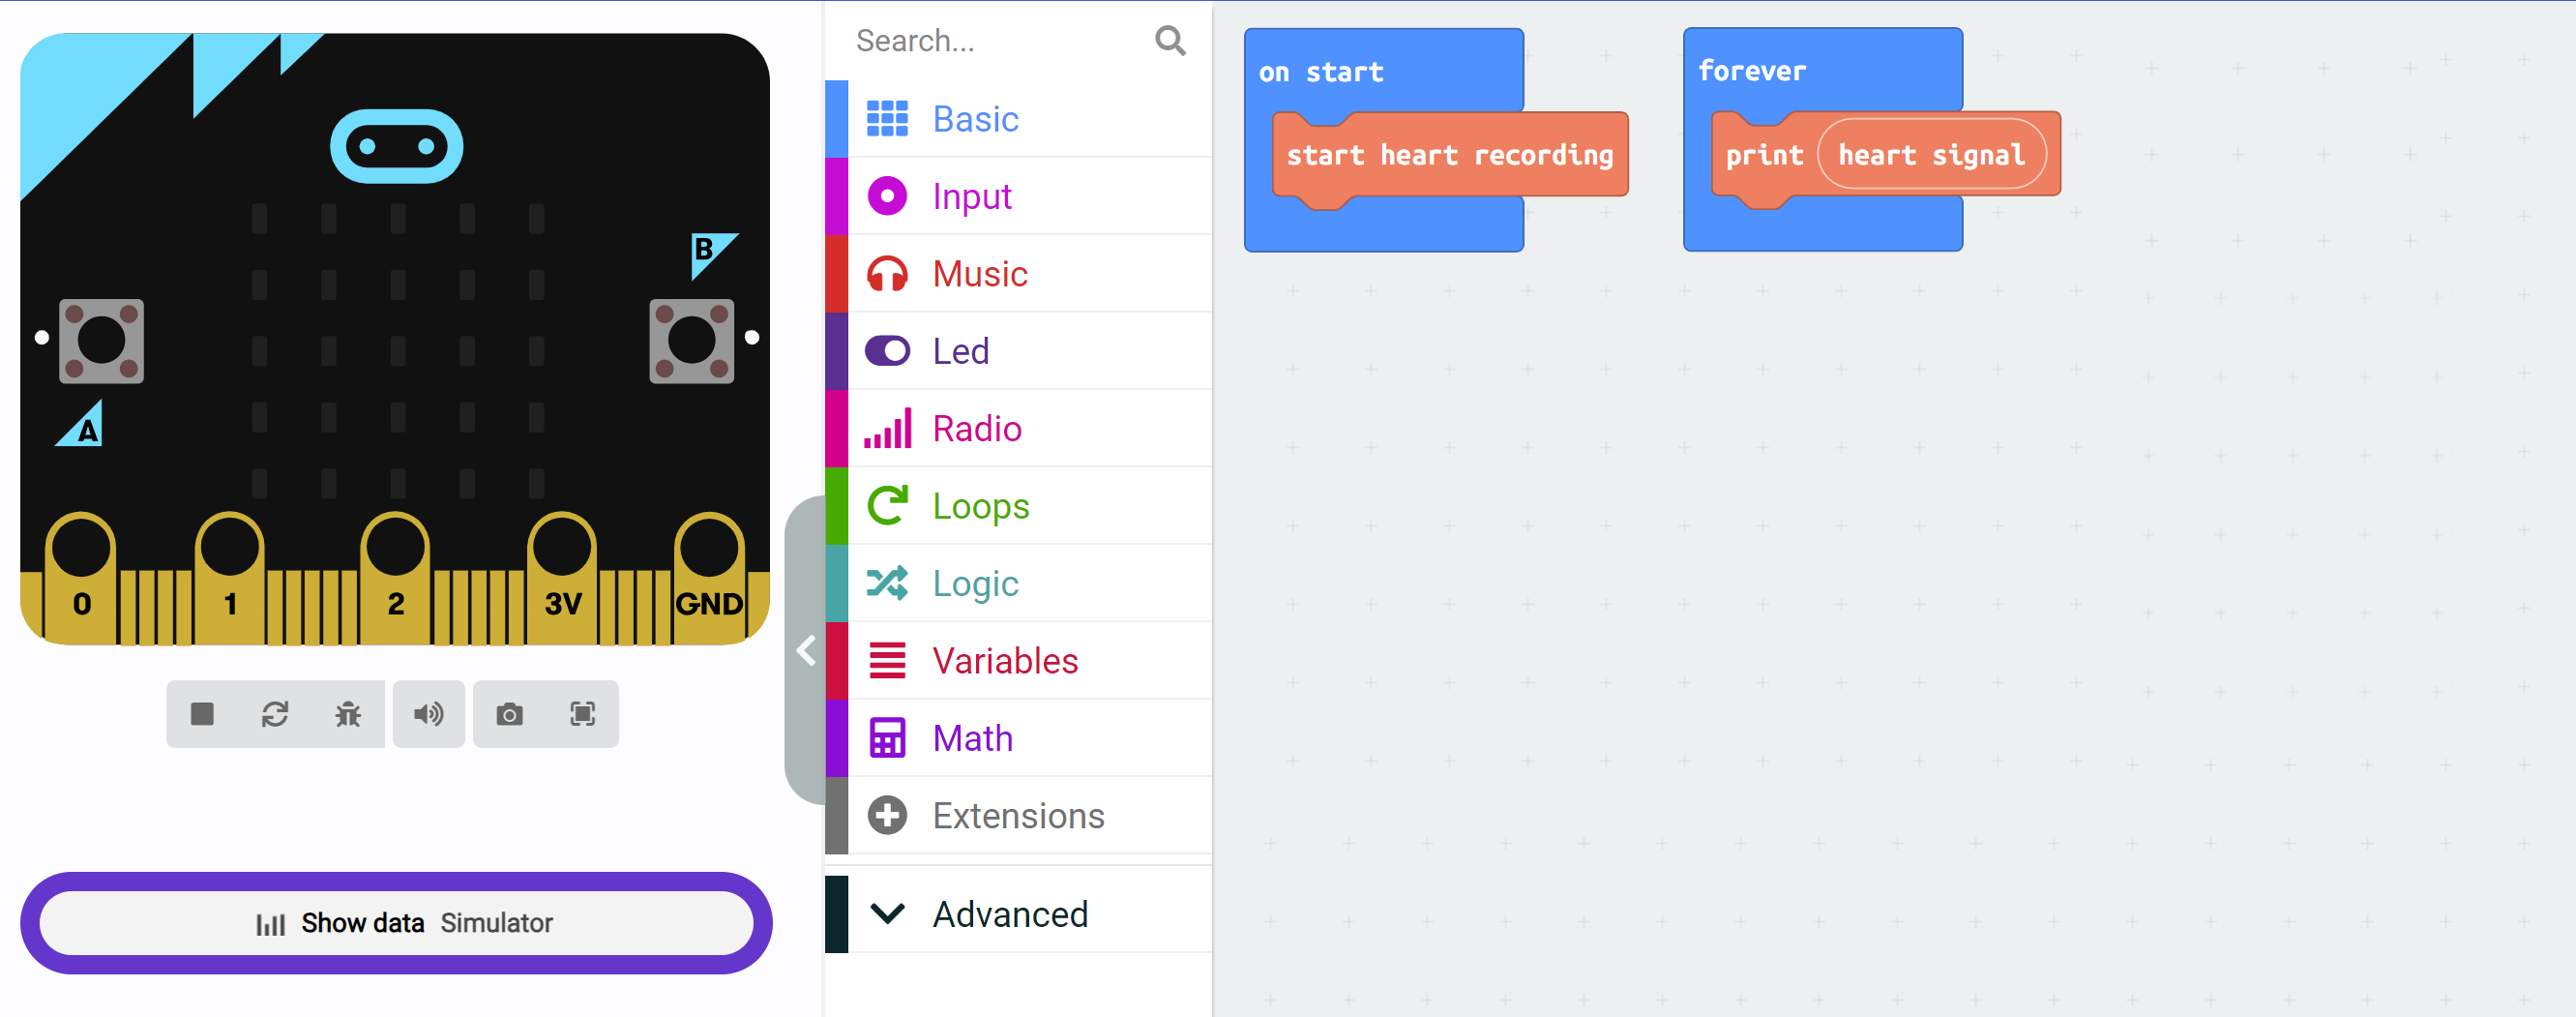 B
A
0 1 2 3V GND
Show data Simulator
Search...
Basic
Input
Music
Led
Radio
Loops
Logic
Variables
Math
Extensions
Advanced
on start
start heart recording
forever
print heart signal